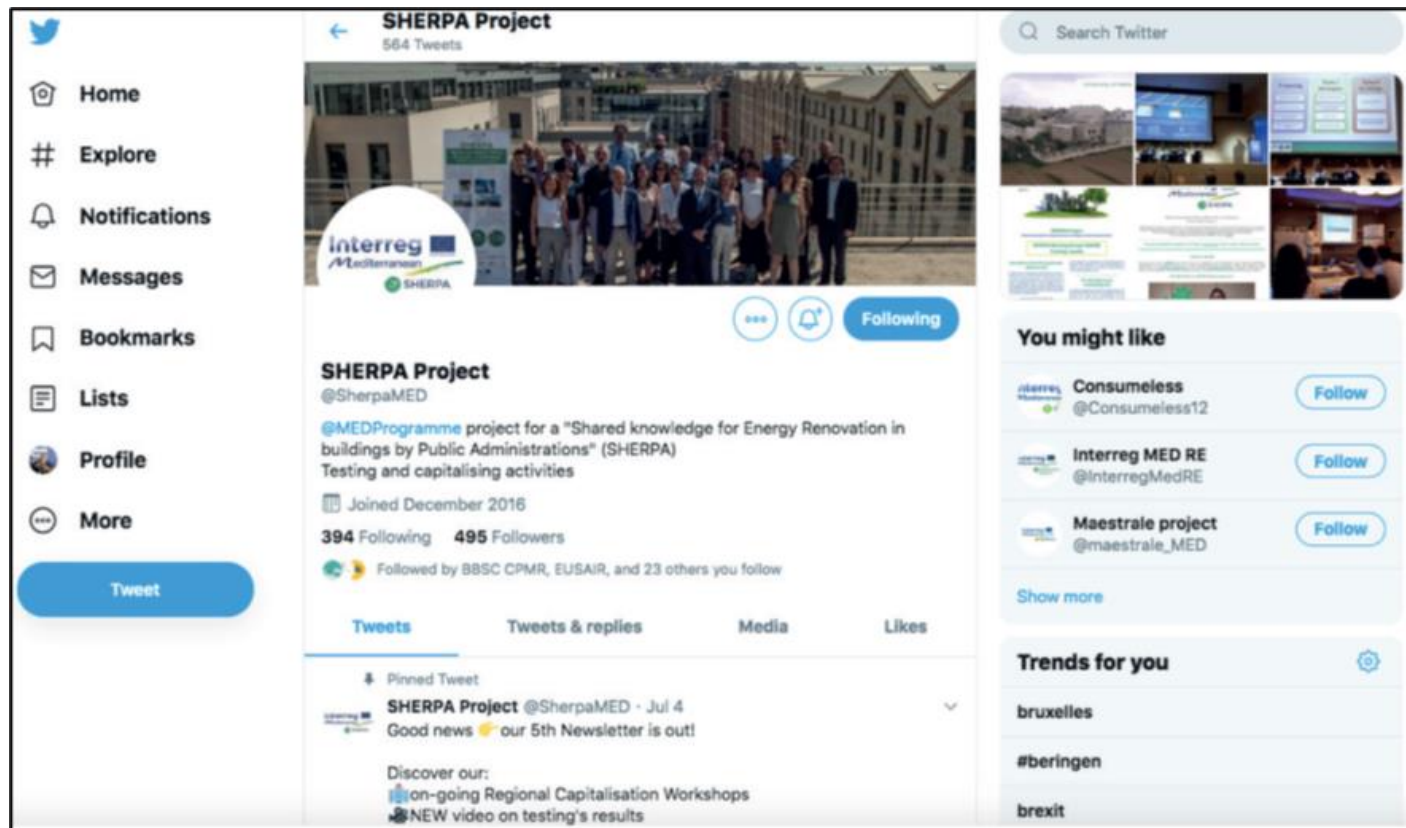 SHERPA Project
564 Tweets
Home
Explore
Notifications
Messages
Bookmarks
Lists
Profile
More
Tweet
Interreg
Mediterranean
SHERPA
Following
SHERPA Project
@SherpaMED
@MEDProgramme project for a "Shared knowledge for Energy Renovation in
buildings by Public Administrations" (SHERPA)
Testing and capitalising activities
Joined December 2016
394 Following 495 Followers
Followed by BBSC CPMR, EUSAIR, and 23 others you follow
Tweets Tweets & replies Media Likes
Pinned Tweet
SHERPA Project @SherpaMED · Jul 4
Good news 👉our 5th Newsletter is out!
Discover our:
on-going Regional Capitalisation Workshops
🎥NEW video on testing's results
Search Twitter
You might like
Consumeless
@Consumeless12
Follow
Interreg MED RE
@InterregMedRE
Follow
Maestrale project
@maestrale_MED
Follow
Show more
Trends for you
bruxelles
#beringen
brexit